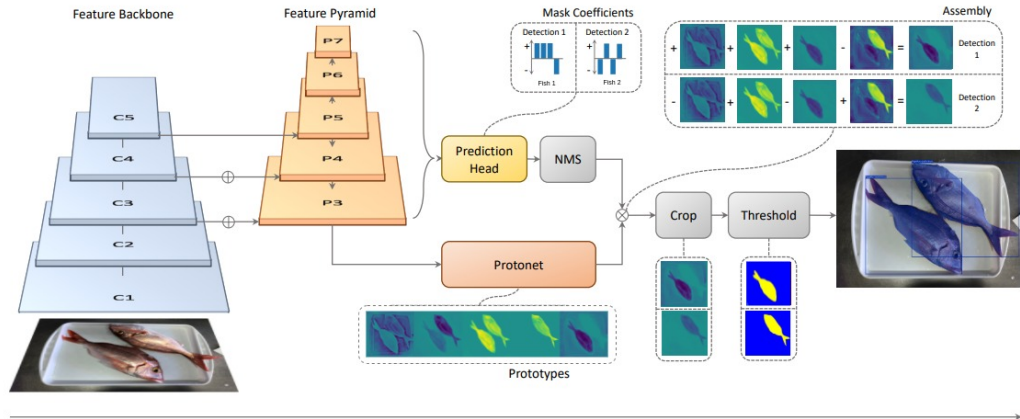 Feature Backbone
Feature Pyramid
Mask Coefficients
Assembly
P7
P6
P5
P4
P3
C5
C4
C3
C2
C1
Detection 1
Detection 2
+
-
+
-
Fish 1
Fish 2
+ + + - = Detection 1
- + - + = Detection 2
Prediction Head
NMS
Crop
Threshold
Protonet
Prototypes